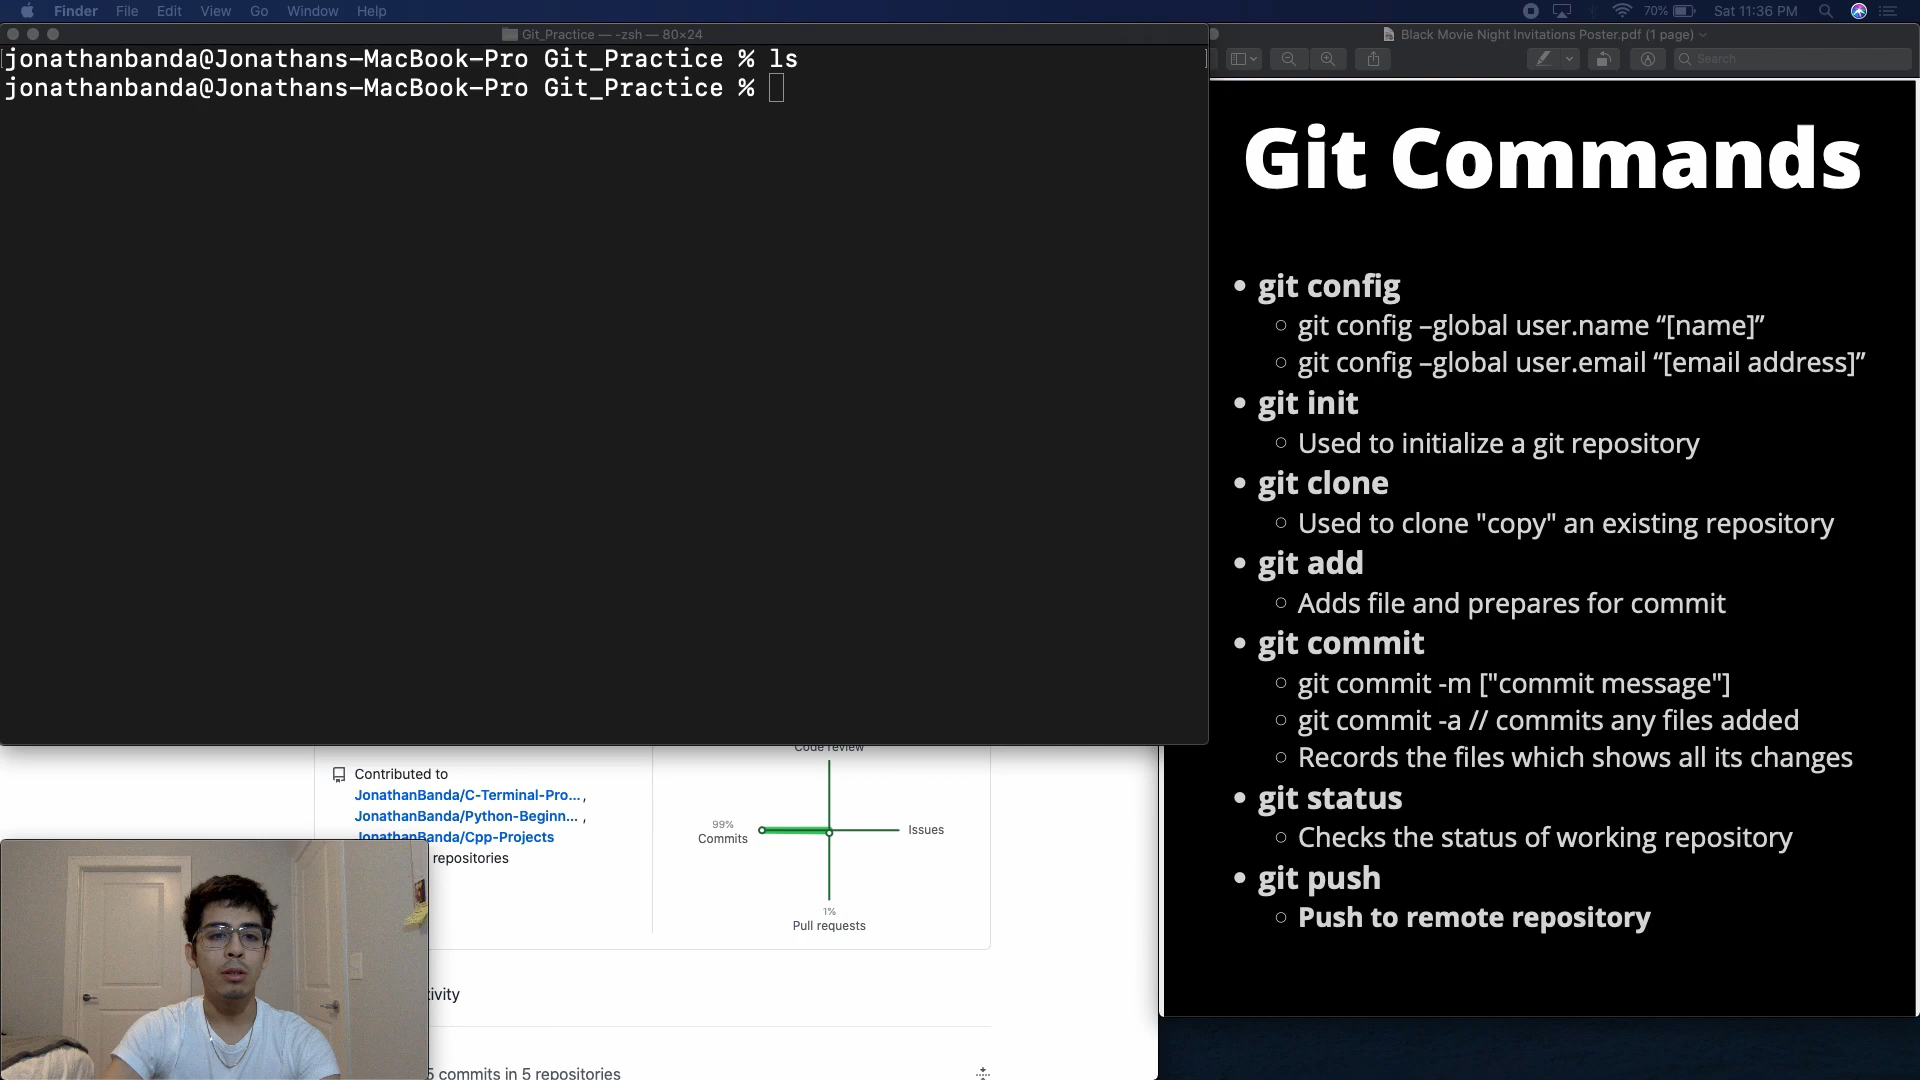 Finder File Edit View Go Window Help
70% Sat 11:36 PM
Git_Practice — -zsh — 80×24
jonathanbanda@Jonathans-MacBook-Pro Git_Practice % ls
jonathanbanda@Jonathans-MacBook-Pro Git_Practice %
Black Movie Night Invitations Poster.pdf (1 page)
Search
Git Commands
• git config
○ git config –global user.name “[name]”
○ git config –global user.email “[email address]”
• git init
○ Used to initialize a git repository
• git clone
○ Used to clone "copy" an existing repository
• git add
○ Adds file and prepares for commit
• git commit
○ git commit -m ["commit message"]
○ git commit -a // commits any files added
○ Records the files which shows all its changes
• git status
○ Checks the status of working repository
• git push
○ Push to remote repository
Contributed to
JonathanBanda/C-Terminal-Pro... ,
JonathanBanda/Python-Beginn... ,
JonathanBanda/Cpp-Projects
repositories
Code review
99%
Commits
Issues
1%
Pull requests
tivity
5 commits in 5 repositories